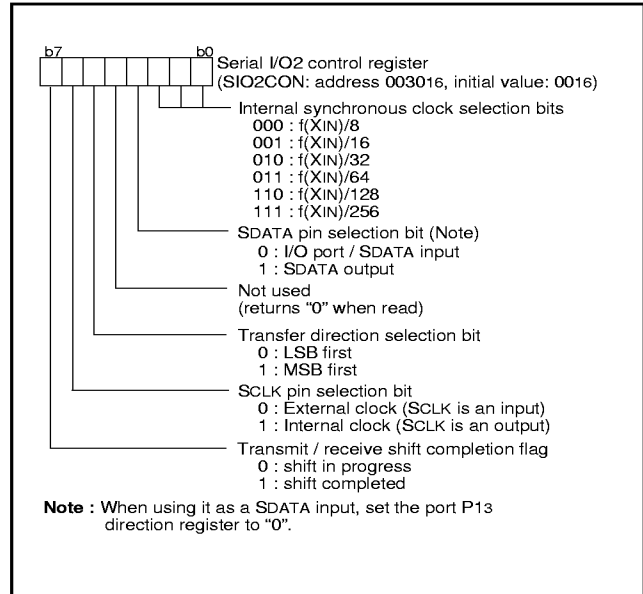 b7 b0
Serial I/O2 control register
(SIO2CON: address 003016, initial value: 0016)
Internal synchronous clock selection bits
000 : f(XIN)/8
001 : f(XIN)/16
010 : f(XIN)/32
011 : f(XIN)/64
110 : f(XIN)/128
111 : f(XIN)/256
SDATA pin selection bit (Note)
0 : I/O port / SDATA input
1 : SDATA output
Not used
(returns “0” when read)
Transfer direction selection bit
0 : LSB first
1 : MSB first
SCLK pin selection bit
0 : External clock (SCLK is an input)
1 : Internal clock (SCLK is an output)
Transmit / receive shift completion flag
0 : shift in progress
1 : shift completed
Note : When using it as a SDATA input, set the port P13
direction register to “0”.